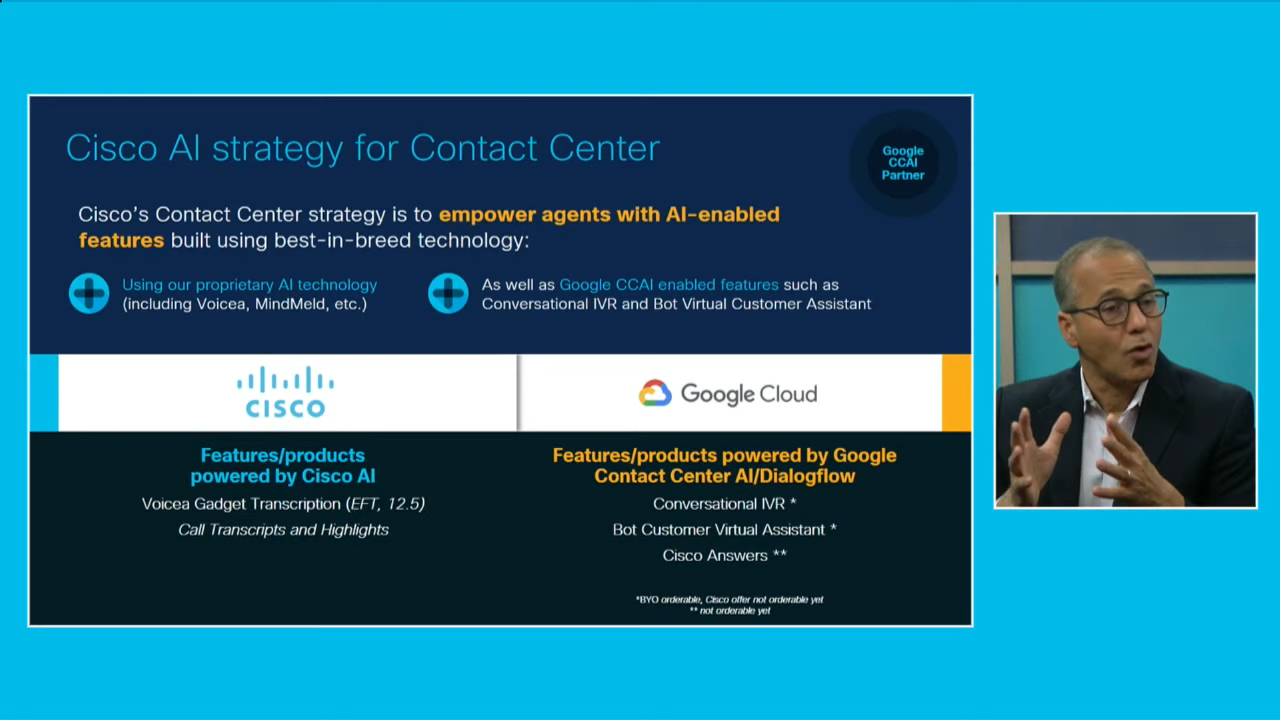 Cisco AI strategy for Contact Center
Google
CCAI
Partner
Cisco's Contact Center strategy is to empower agents with AI-enabled
features built using best-in-breed technology:
Using our proprietary AI technology
(including Voicea, MindMeld, etc.)
As well as Google CCAI enabled features such as
Conversational IVR and Bot Virtual Customer Assistant
CISCO
Google Cloud
Features/products
powered by Cisco AI
Voicea Gadget Transcription (EFT, 12.5)
Call Transcripts and Highlights
Features/products powered by Google
Contact Center AI/Dialogflow
Conversational IVR *
Bot Customer Virtual Assistant *
Cisco Answers **
*BYO orderable, Cisco offer not orderable yet
** not orderable yet